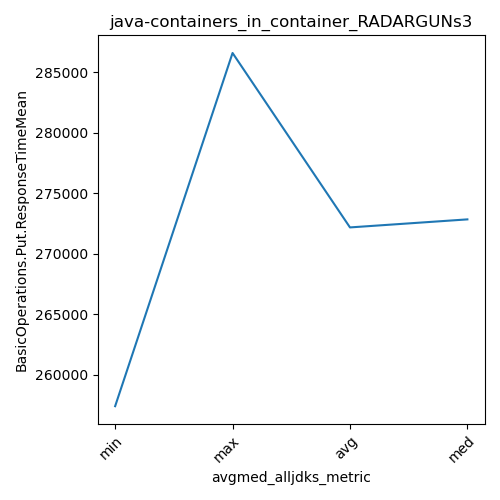 java-containers_in_container_RADARGUNs3
BasicOperations.Put.ResponseTimeMean
285000
280000
275000
270000
265000
260000
min
max
avg
med
avgmed_alljdks_metric